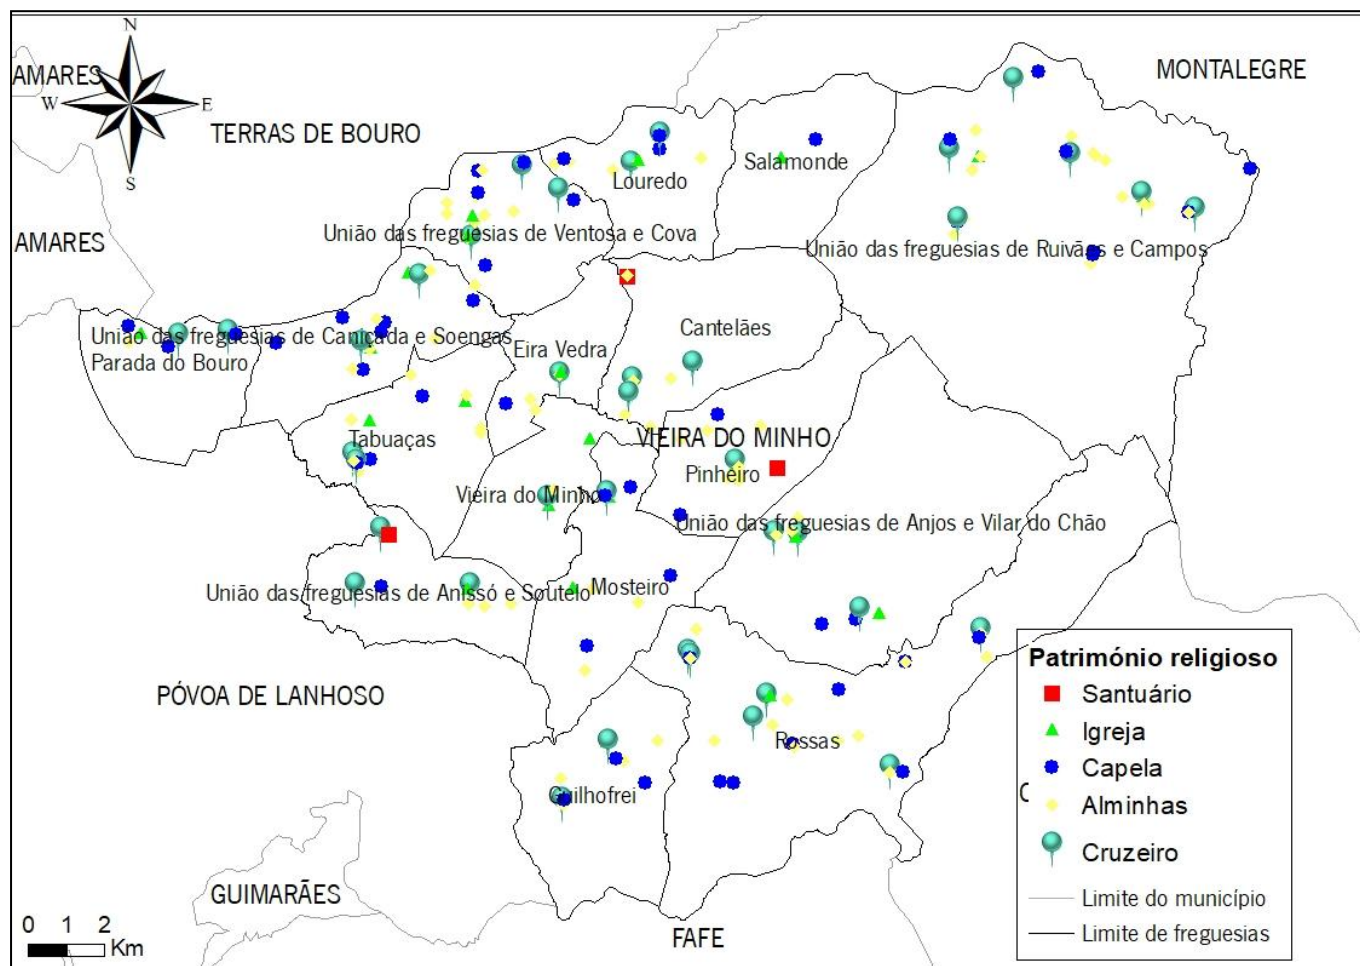 N
W E
S
AMARES
MONTALEGRE
TERRAS DE BOURO
Salamonde
Louredo
AMARES
União das freguesias de Ventosa e Cova
União das freguesias de Ruivães e Campos
Cantelães
União das freguesias de Caniçada e Soengas
Eira Vedra
Parada do Bouro
VIEIRA DO MINHO
Tabuaças
Pinheiro
Vieira do Minho
União das freguesias de Anjos e Vilar do Chão
Mosteiro
União das freguesias de Anissó e Soutelo
PÓVOA DE LANHOSO
Rossas
Guilhofrei
GUIMARÃES
FAFE
0 1 2
Km
C
Património religioso
Santuário
Igreja
Capela
Alminhas
Cruzeiro
Limite do município
Limite de freguesias